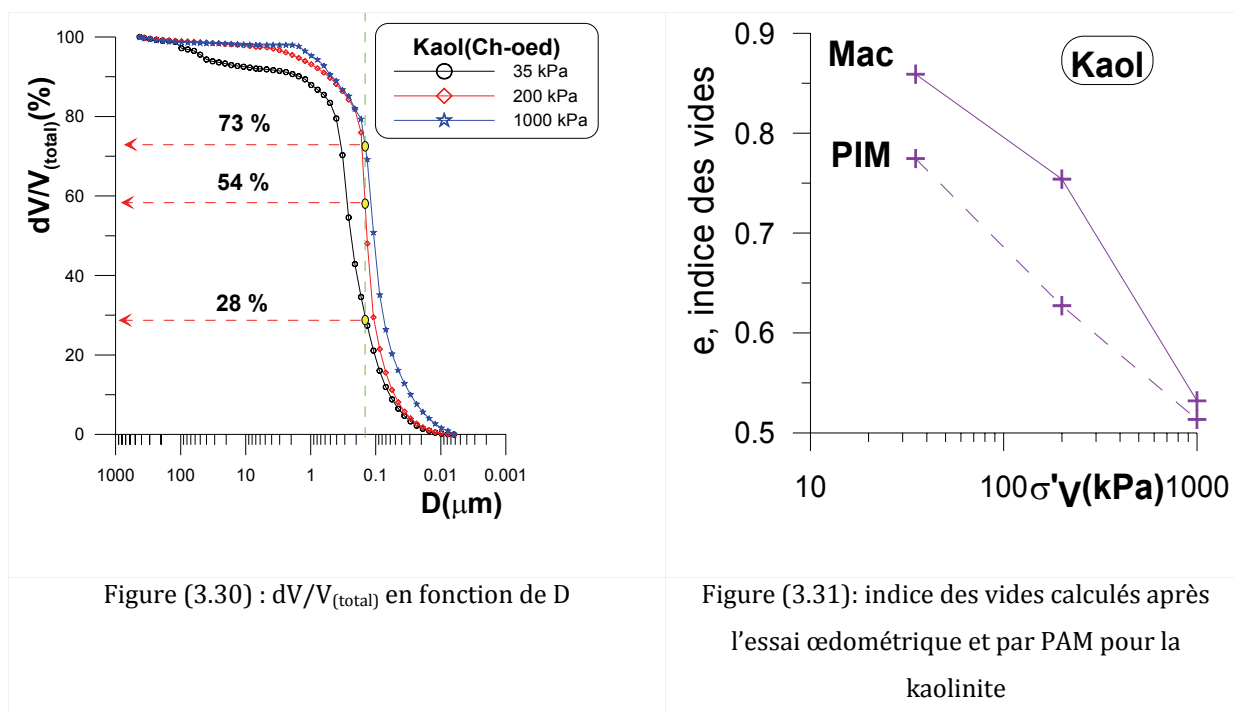 100
80
60
40
20
0
dV/V(total)(%)
Kaol(Ch-oed)
35 kPa
200 kPa
1000 kPa
73 %
54 %
28 %
1000 100 10 1 0.1 0.01 0.001
D(μm)
0.9
0.8
0.7
0.6
0.5
e, indice des vides
Mac
PIM
Kaol
10 100 σ'V(kPa) 1000
Figure (3.30) : dV/V(total) en fonction de D
Figure (3.31): indice des vides calculés après
l’essai œdométrique et par PAM pour la
kaolinite